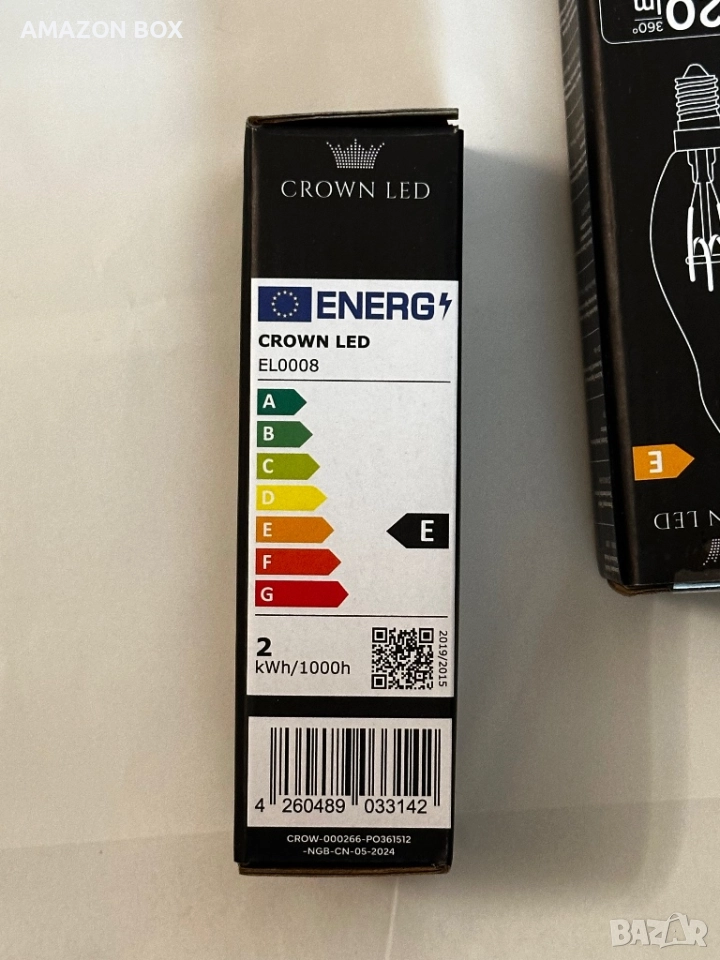 AMAZON BOX
CROWN LED
ENERG
CROWN LED
EL0008
A
B
C
D
E
F
G
E
2
kWh/1000h
2019/2015
4 260489 033142
CROW-000266-PO361512
-NGB-CN-05-2024
20
lm
360°
E
N LED
BAZAR